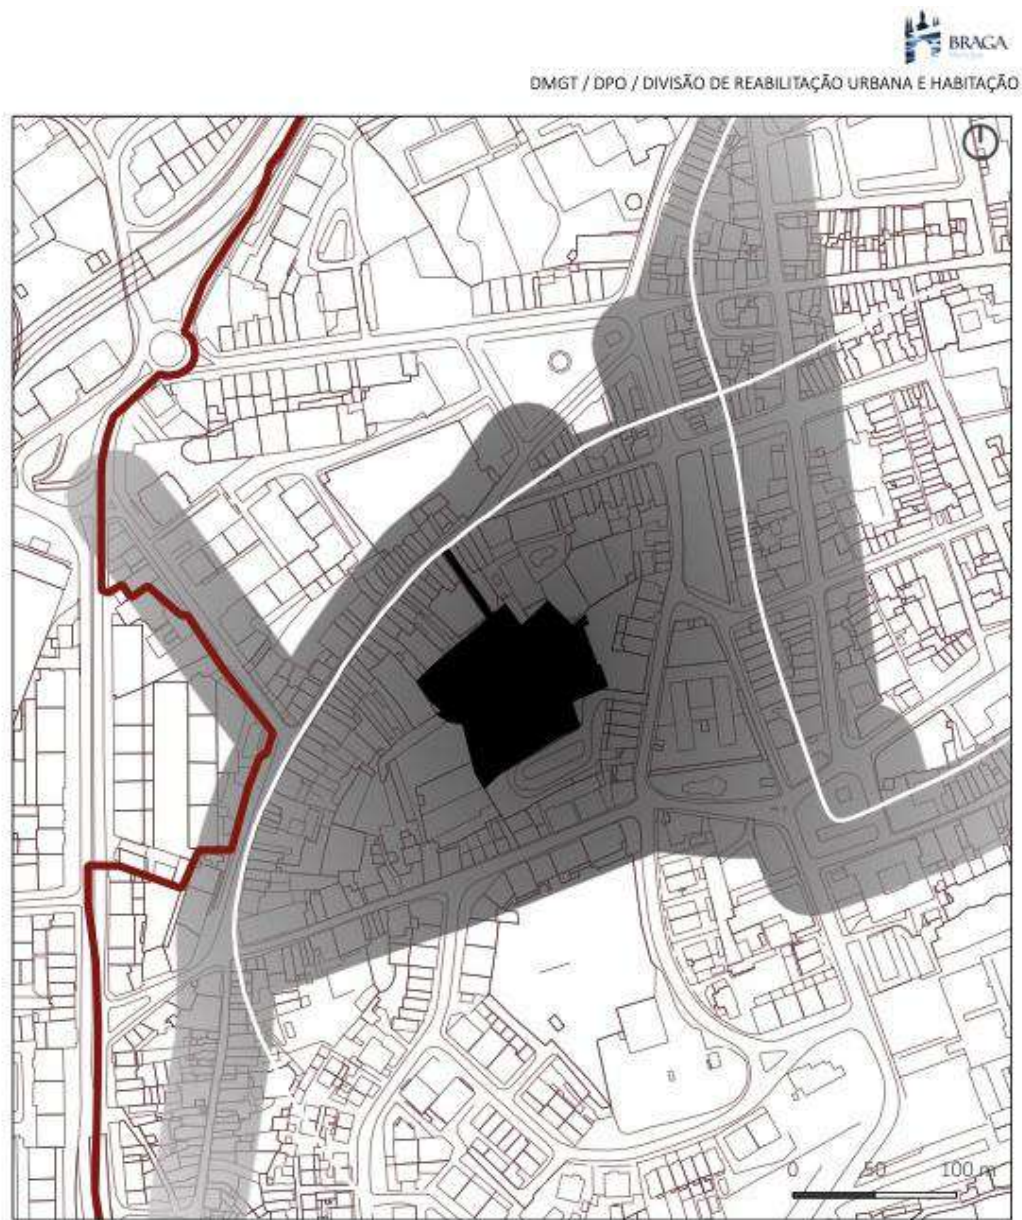 BRAGA
DMGT / DPO / DIVISÃO DE REABILITAÇÃO URBANA E HABITAÇÃO
0 50 100 m